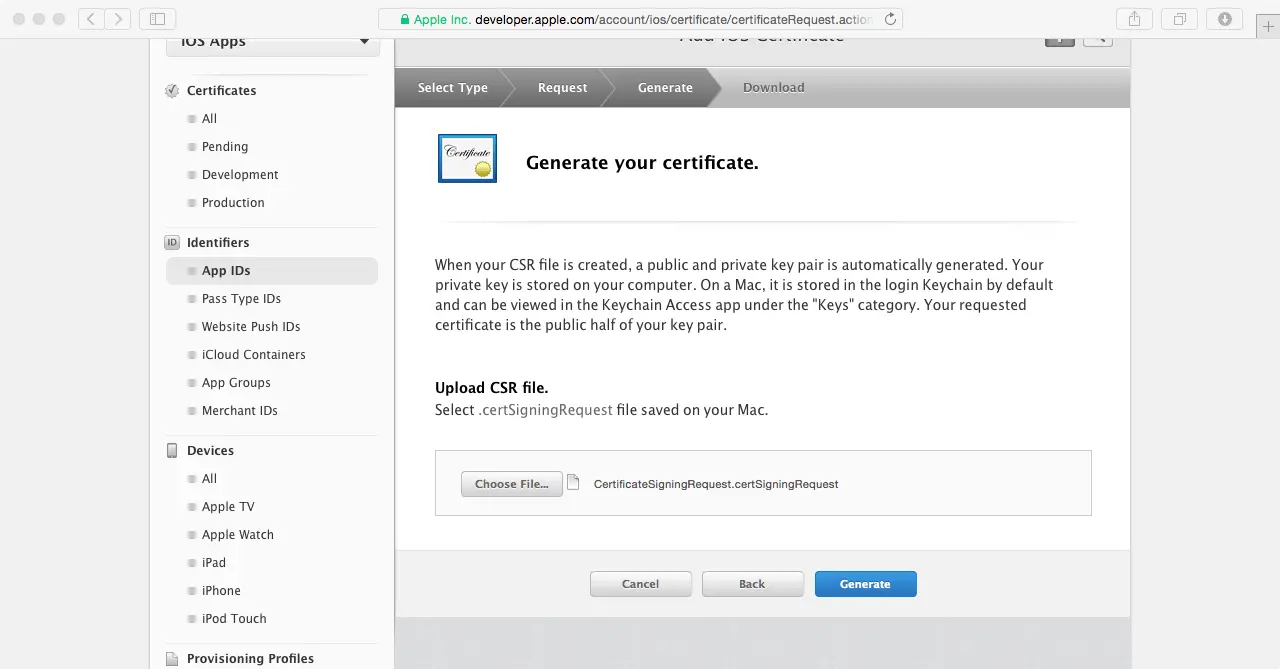 Apple Inc. developer.apple.com/account/ios/certificate/certificateRequest.action
iOS Apps
Add iOS Certificate
Certificates
All
Pending
Development
Production
ID Identifiers
App IDs
Pass Type IDs
Website Push IDs
iCloud Containers
App Groups
Merchant IDs
Devices
All
Apple TV
Apple Watch
iPad
iPhone
iPod Touch
Provisioning Profiles
Select Type
Request
Generate
Download
Certificate
Generate your certificate.
When your CSR file is created, a public and private key pair is automatically generated. Your
private key is stored on your computer. On a Mac, it is stored in the login Keychain by default
and can be viewed in the Keychain Access app under the "Keys" category. Your requested
certificate is the public half of your key pair.
Upload CSR file.
Select .certSigningRequest file saved on your Mac.
Choose File...
CertificateSigningRequest.certSigningRequest
Cancel
Back
Generate